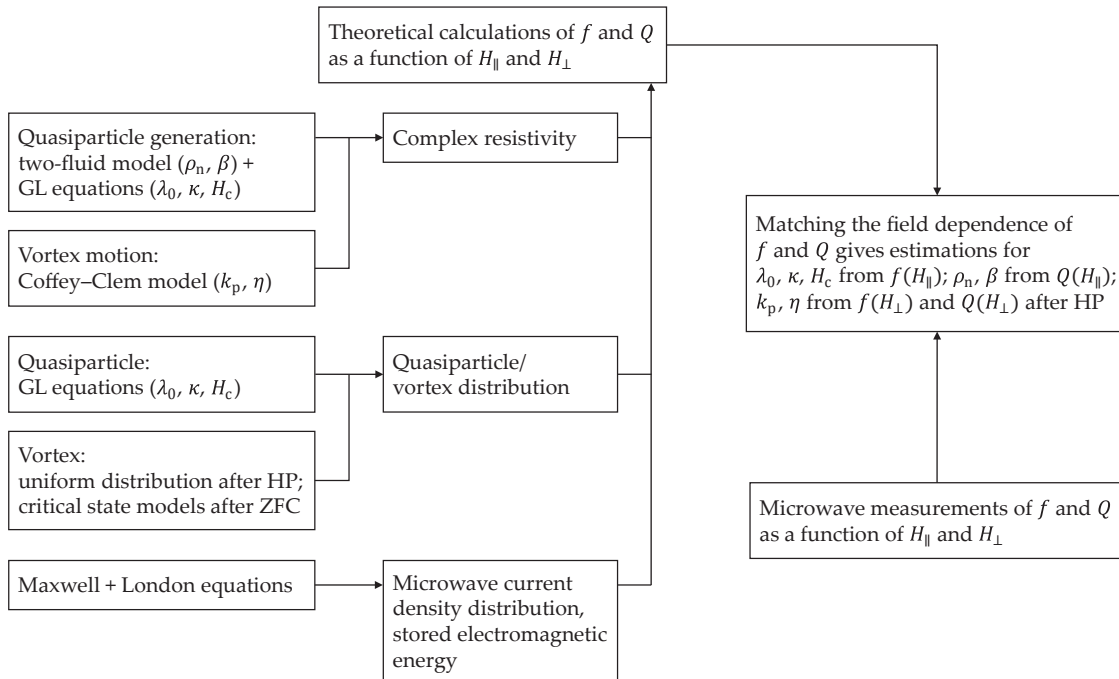 Theoretical calculations of f and Q
as a function of H∥ and H⊥
Quasiparticle generation:
two-fluid model (ρn, β) +
GL equations (λ0, κ, Hc)
Complex resistivity
Vortex motion:
Coffey–Clem model (kp, η)
Matching the field dependence of
f and Q gives estimations for
λ0, κ, Hc from f(H∥); ρn, β from Q(H∥);
kp, η from f(H⊥) and Q(H⊥) after HP
Quasiparticle:
GL equations (λ0, κ, Hc)
Quasiparticle/
vortex distribution
Vortex:
uniform distribution after HP;
critical state models after ZFC
Microwave measurements of f and Q
as a function of H∥ and H⊥
Maxwell + London equations
Microwave current
density distribution,
stored electromagnetic
energy